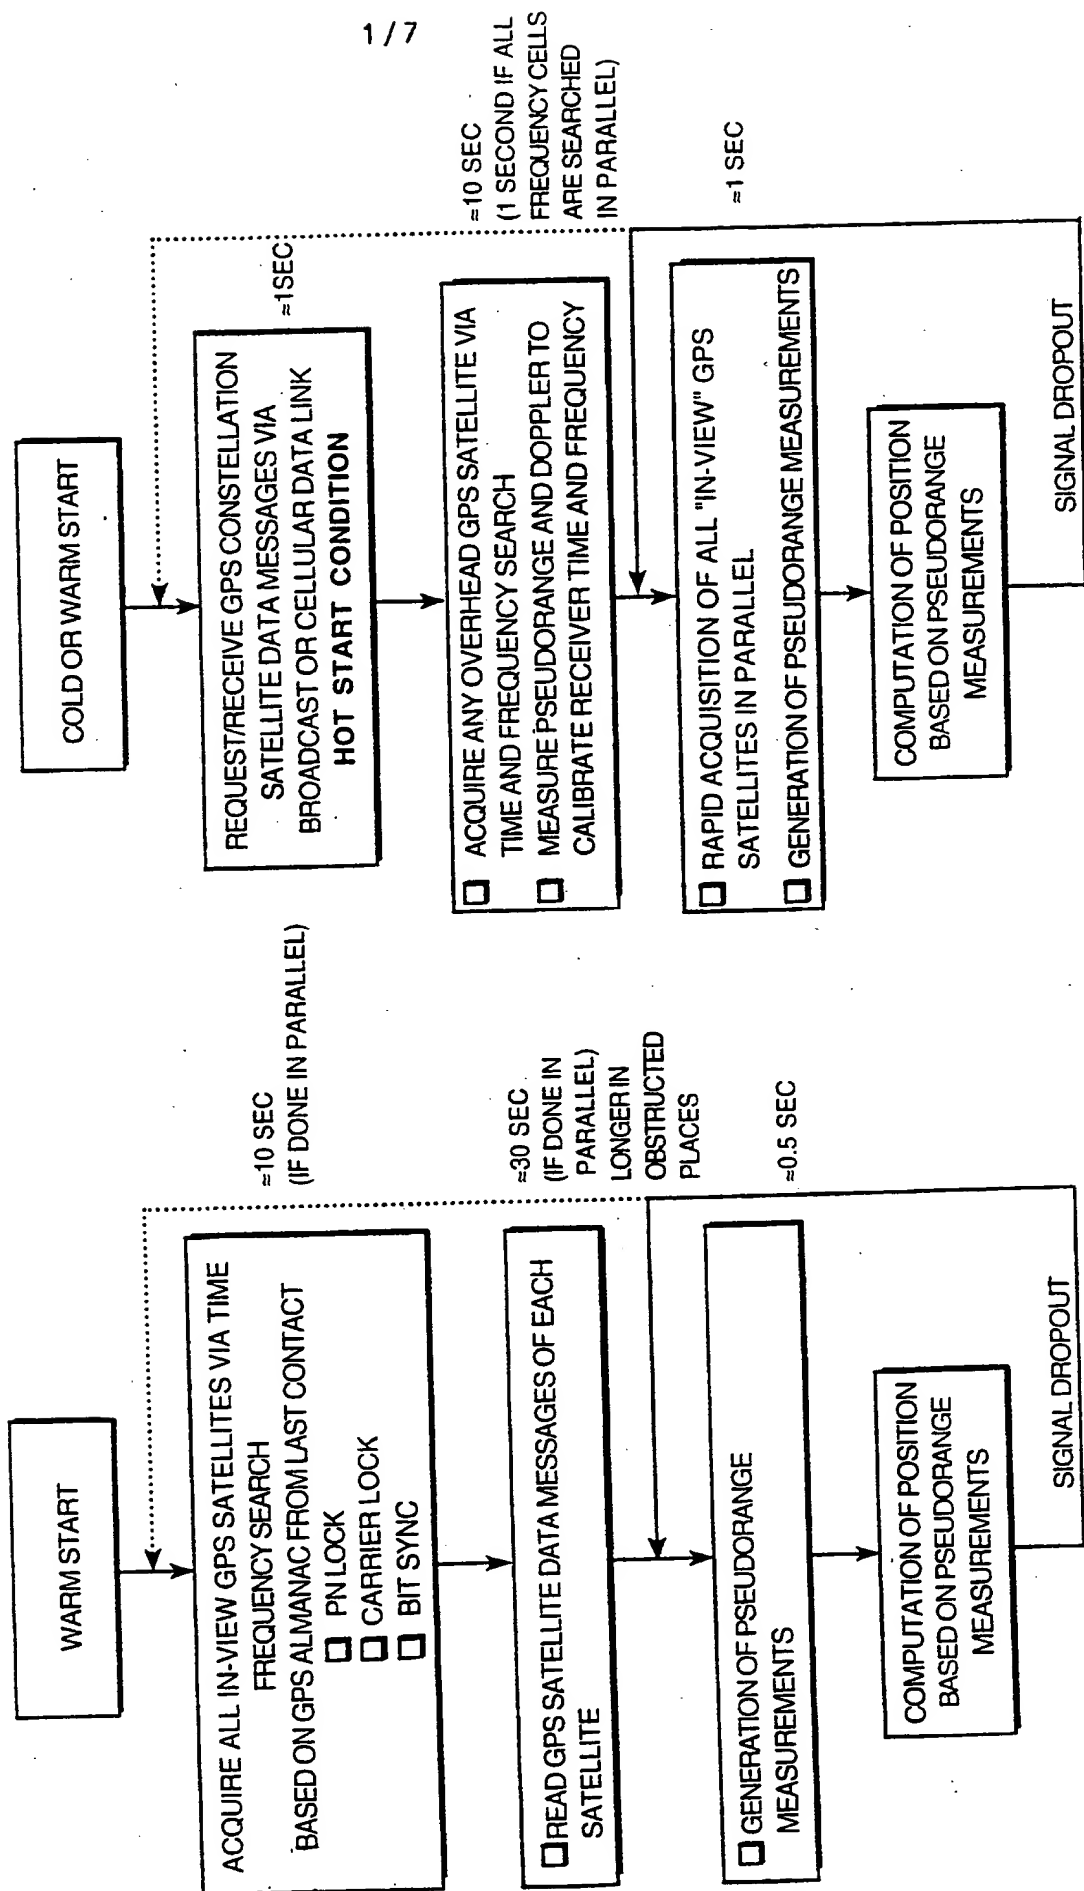 1 / 7
WARM START
ACQUIRE ALL IN-VIEW GPS SATELLITES VIA TIME
FREQUENCY SEARCH
BASED ON GPS ALMANAC FROM LAST CONTACT
PN LOCK
CARRIER LOCK
BIT SYNC
≈10 SEC
(IF DONE IN PARALLEL)
READ GPS SATELLITE DATA MESSAGES OF EACH
SATELLITE
≈30 SEC
(IF DONE IN
PARALLEL)
LONGER IN
OBSTRUCTED
PLACES
GENERATION OF PSEUDORANGE
MEASUREMENTS
≈0.5 SEC
COMPUTATION OF POSITION
BASED ON PSEUDORANGE
MEASUREMENTS
SIGNAL DROPOUT
COLD OR WARM START
REQUEST/RECEIVE GPS CONSTELLATION
SATELLITE DATA MESSAGES VIA
BROADCAST OR CELLULAR DATA LINK
HOT START CONDITION
≈1SEC
ACQUIRE ANY OVERHEAD GPS SATELLITE VIA
TIME AND FREQUENCY SEARCH
MEASURE PSEUDORANGE AND DOPPLER TO
CALIBRATE RECEIVER TIME AND FREQUENCY
≈10 SEC
(1 SECOND IF ALL
FREQUENCY CELLS
ARE SEARCHED
IN PARALLEL)
RAPID ACQUISITION OF ALL "IN-VIEW" GPS
SATELLITES IN PARALLEL
GENERATION OF PSEUDORANGE MEASUREMENTS
≈1 SEC
COMPUTATION OF POSITION
BASED ON PSEUDORANGE
MEASUREMENTS
SIGNAL DROPOUT